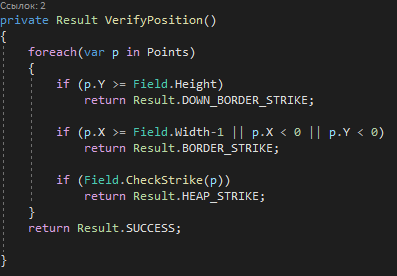 Ссылок: 2
private Result VerifyPosition()
{
    foreach(var p in Points)
    {
        if (p.Y >= Field.Height)
            return Result.DOWN_BORDER_STRIKE;

        if (p.X >= Field.Width-1 || p.X < 0 || p.Y < 0)
            return Result.BORDER_STRIKE;

        if (Field.CheckStrike(p))
            return Result.HEAP_STRIKE;
    }
    return Result.SUCCESS;

}